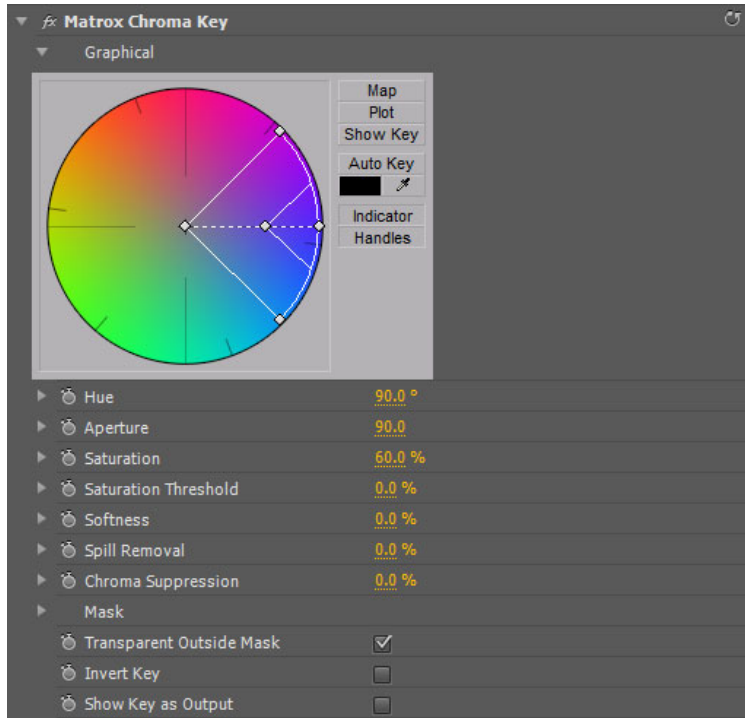 fx Matrox Chroma Key
Graphical
Map
Plot
Show Key
Auto Key
Indicator
Handles
Hue 90.0 °
Aperture 90.0
Saturation 60.0 %
Saturation Threshold 0.0 %
Softness 0.0 %
Spill Removal 0.0 %
Chroma Suppression 0.0 %
Mask
Transparent Outside Mask
Invert Key
Show Key as Output